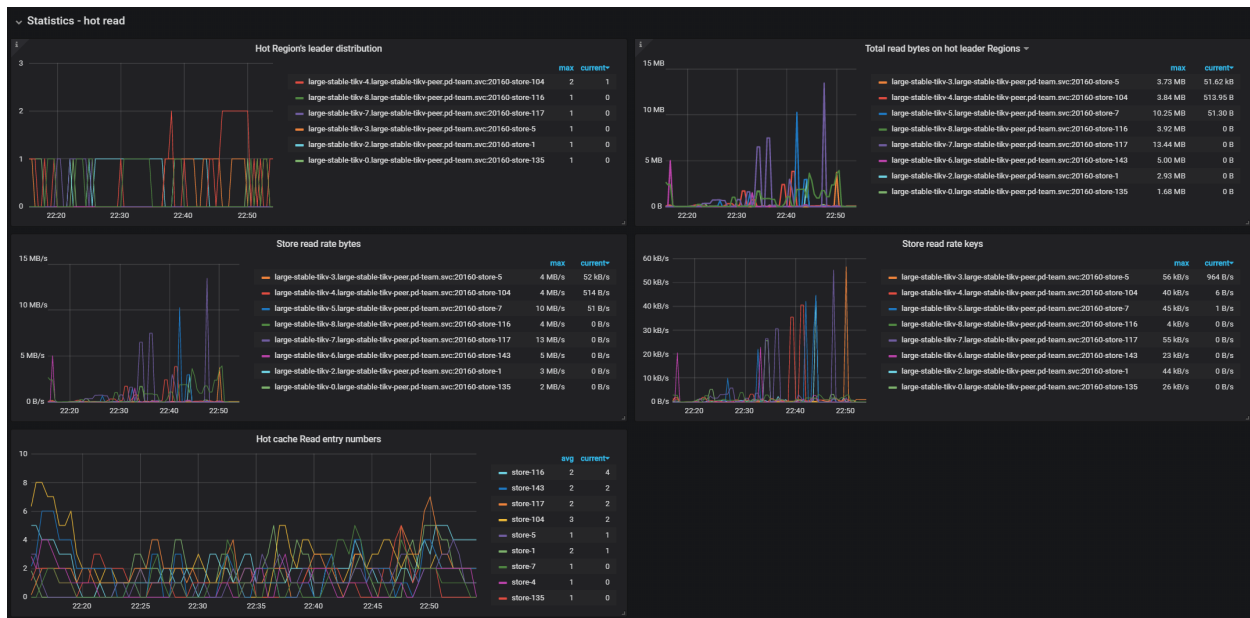 Statistics - hot read
Hot Region's leader distribution
max current
3
2
1
0
22:20 22:30 22:40 22:50
large-stable-tikv-4.large-stable-tikv-peer.pd-team.svc:20160-store-104 2 1
large-stable-tikv-8.large-stable-tikv-peer.pd-team.svc:20160-store-116 1 0
large-stable-tikv-7.large-stable-tikv-peer.pd-team.svc:20160-store-117 1 0
large-stable-tikv-3.large-stable-tikv-peer.pd-team.svc:20160-store-5 1 0
large-stable-tikv-2.large-stable-tikv-peer.pd-team.svc:20160-store-1 1 0
large-stable-tikv-0.large-stable-tikv-peer.pd-team.svc:20160-store-135 1 0
Total read bytes on hot leader Regions
15 MB
10 MB
5 MB
0 B
22:20 22:30 22:40 22:50
max current
large-stable-tikv-3.large-stable-tikv-peer.pd-team.svc:20160-store-5 3.73 MB 51.62 kB
large-stable-tikv-4.large-stable-tikv-peer.pd-team.svc:20160-store-104 3.84 MB 513.95 B
large-stable-tikv-5.large-stable-tikv-peer.pd-team.svc:20160-store-7 10.25 MB 51.30 B
large-stable-tikv-8.large-stable-tikv-peer.pd-team.svc:20160-store-116 3.92 MB 0 B
large-stable-tikv-7.large-stable-tikv-peer.pd-team.svc:20160-store-117 13.44 MB 0 B
large-stable-tikv-6.large-stable-tikv-peer.pd-team.svc:20160-store-143 5.00 MB 0 B
large-stable-tikv-2.large-stable-tikv-peer.pd-team.svc:20160-store-1 2.93 MB 0 B
large-stable-tikv-0.large-stable-tikv-peer.pd-team.svc:20160-store-135 1.68 MB 0 B
Store read rate bytes
15 MB/s
10 MB/s
5 MB/s
0 B/s
22:20 22:30 22:40 22:50
max current
large-stable-tikv-3.large-stable-tikv-peer.pd-team.svc:20160-store-5 4 MB/s 52 kB/s
large-stable-tikv-4.large-stable-tikv-peer.pd-team.svc:20160-store-104 4 MB/s 514 B/s
large-stable-tikv-5.large-stable-tikv-peer.pd-team.svc:20160-store-7 10 MB/s 51 B/s
large-stable-tikv-8.large-stable-tikv-peer.pd-team.svc:20160-store-116 4 MB/s 0 B/s
large-stable-tikv-7.large-stable-tikv-peer.pd-team.svc:20160-store-117 13 MB/s 0 B/s
large-stable-tikv-6.large-stable-tikv-peer.pd-team.svc:20160-store-143 5 MB/s 0 B/s
large-stable-tikv-2.large-stable-tikv-peer.pd-team.svc:20160-store-1 3 MB/s 0 B/s
large-stable-tikv-0.large-stable-tikv-peer.pd-team.svc:20160-store-135 2 MB/s 0 B/s
Store read rate keys
60 kB/s
50 kB/s
40 kB/s
30 kB/s
20 kB/s
10 kB/s
0 B/s
22:20 22:30 22:40 22:50
max current
large-stable-tikv-3.large-stable-tikv-peer.pd-team.svc:20160-store-5 56 kB/s 964 B/s
large-stable-tikv-4.large-stable-tikv-peer.pd-team.svc:20160-store-104 40 kB/s 6 B/s
large-stable-tikv-5.large-stable-tikv-peer.pd-team.svc:20160-store-7 45 kB/s 1 B/s
large-stable-tikv-8.large-stable-tikv-peer.pd-team.svc:20160-store-116 4 kB/s 0 B/s
large-stable-tikv-7.large-stable-tikv-peer.pd-team.svc:20160-store-117 55 kB/s 0 B/s
large-stable-tikv-6.large-stable-tikv-peer.pd-team.svc:20160-store-143 23 kB/s 0 B/s
large-stable-tikv-2.large-stable-tikv-peer.pd-team.svc:20160-store-1 44 kB/s 0 B/s
large-stable-tikv-0.large-stable-tikv-peer.pd-team.svc:20160-store-135 26 kB/s 0 B/s
Hot cache Read entry numbers
10
8
6
4
2
0
22:20 22:25 22:30 22:35 22:40 22:45 22:50
avg current
store-116 2 4
store-143 2 2
store-117 2 2
store-104 3 2
store-5 1 1
store-1 2 1
store-7 1 0
store-4 1 0
store-135 1 0